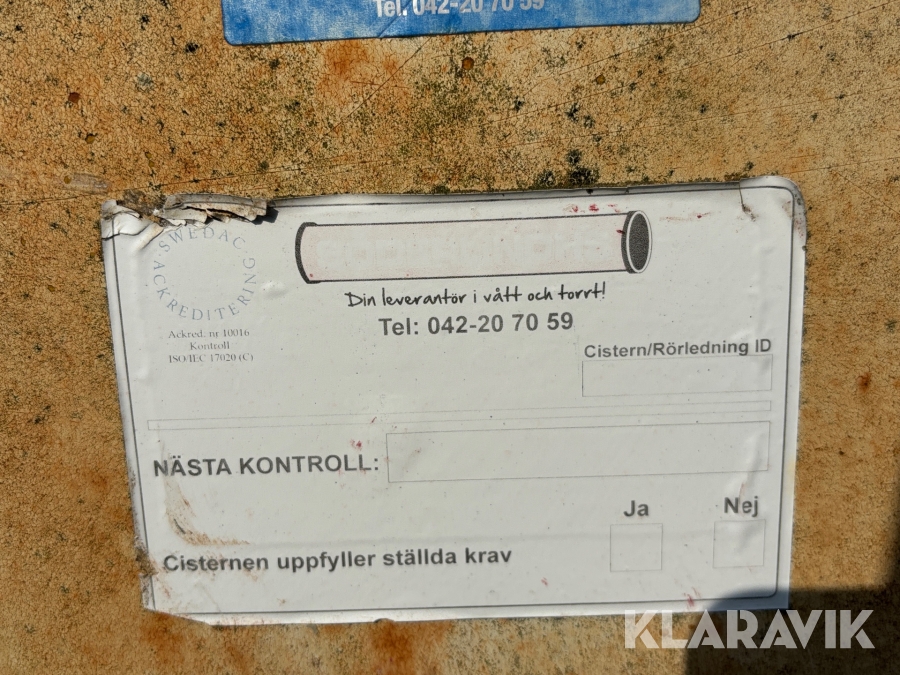 Tel. 042-20 70 59
SWEDAC
ACKREDITERING
Ackred. nr 10016
Kontroll
ISO/IEC 17020 (C)
Din leverantör i vått och torrt!
Tel: 042-20 70 59
Cistern/Rörledning ID
NÄSTA KONTROLL:
Ja
Nej
Cisternen uppfyller ställda krav
KLARAVIK